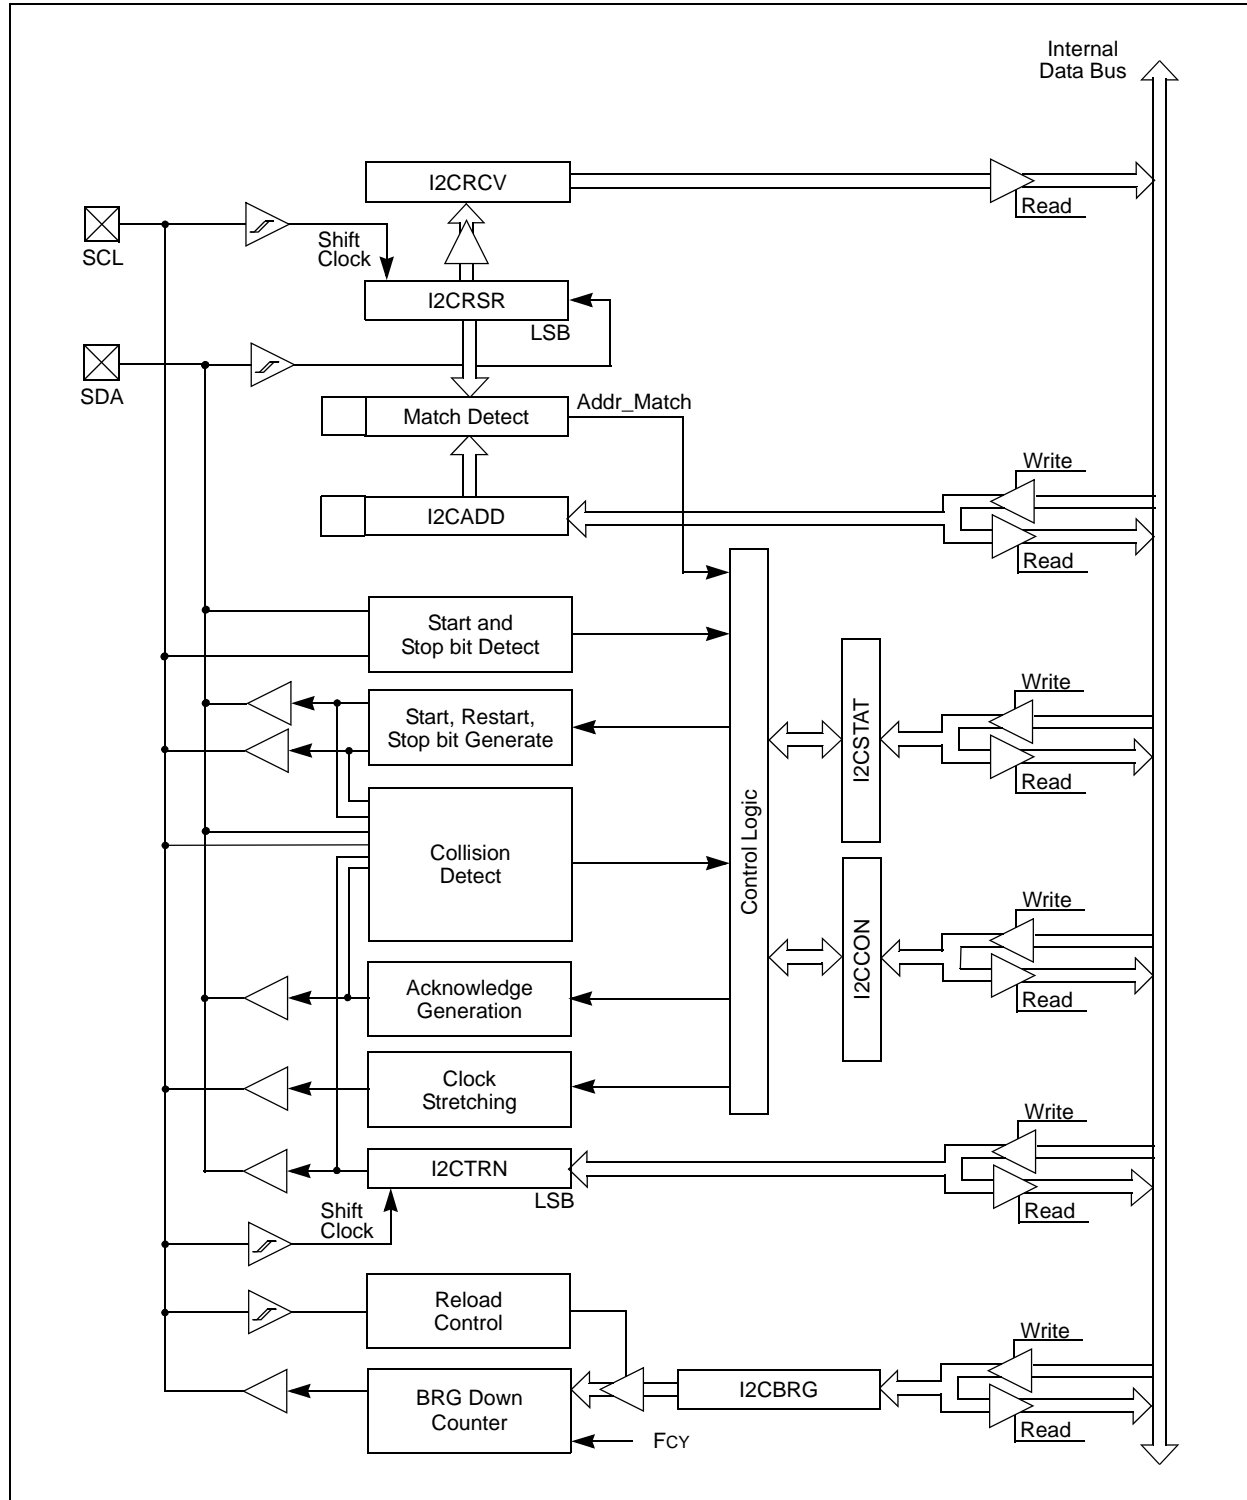 Internal
Data Bus
I2CRCV
Read
SCL
Shift
Clock
I2CRSR
LSB
SDA
Addr_Match
Match Detect
Write
I2CADD
Read
Start and
Stop bit Detect
Write
Start, Restart,
Stop bit Generate
I2CSTAT
Read
Control Logic
Collision
Detect
Write
I2CCON
Acknowledge
Generation
Read
Clock
Stretching
Write
I2CTRN
LSB
Shift
Clock
Read
Reload
Control
Write
I2CBRG
BRG Down
Counter
Read
FCY